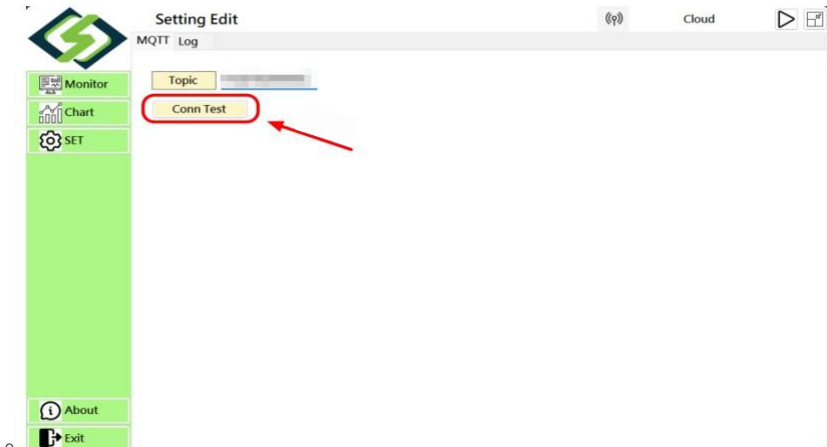 Setting Edit
Cloud
MQTT Log
Monitor
Topic
Chart
Conn Test
SET
About
Exit